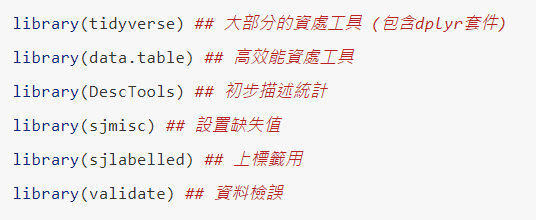 library(tidyverse) ## 大部分的資處工具 (包含dplyr套件)
library(data.table) ## 高效能資處工具
library(DescTools) ## 初步描述統計
library(sjmisc) ## 設置缺失值
library(sjlabelled) ## 上標籤用
library(validate) ## 資料檢誤